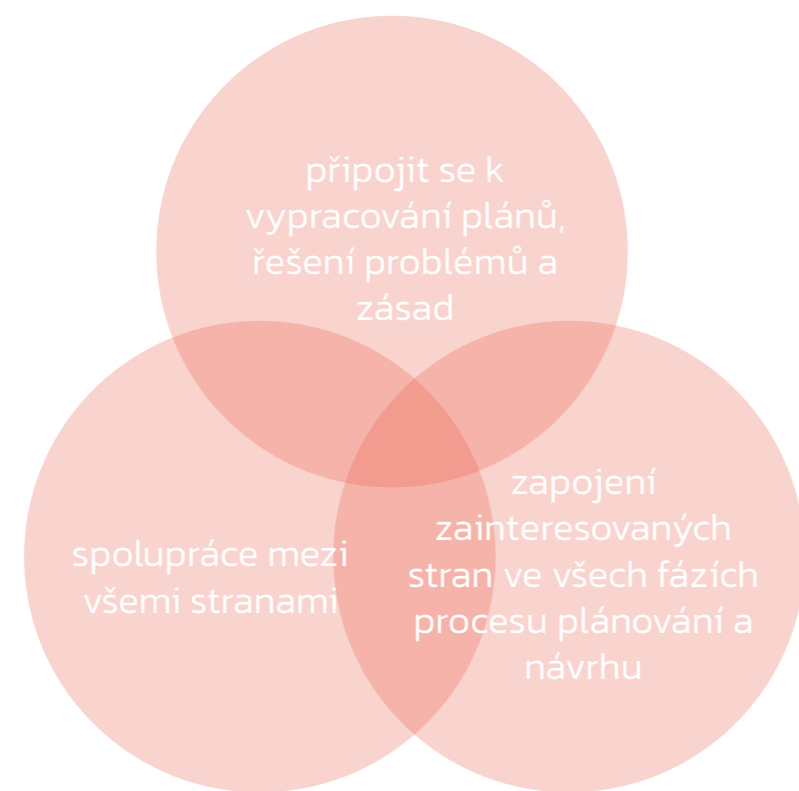 připojit se k
vypracování plánů,
řešení problémů a
zásad
spolupráce mezi
všemi stranami
zapojení
zainteresovaných
stran ve všech fázích
procesu plánování a
návrhu